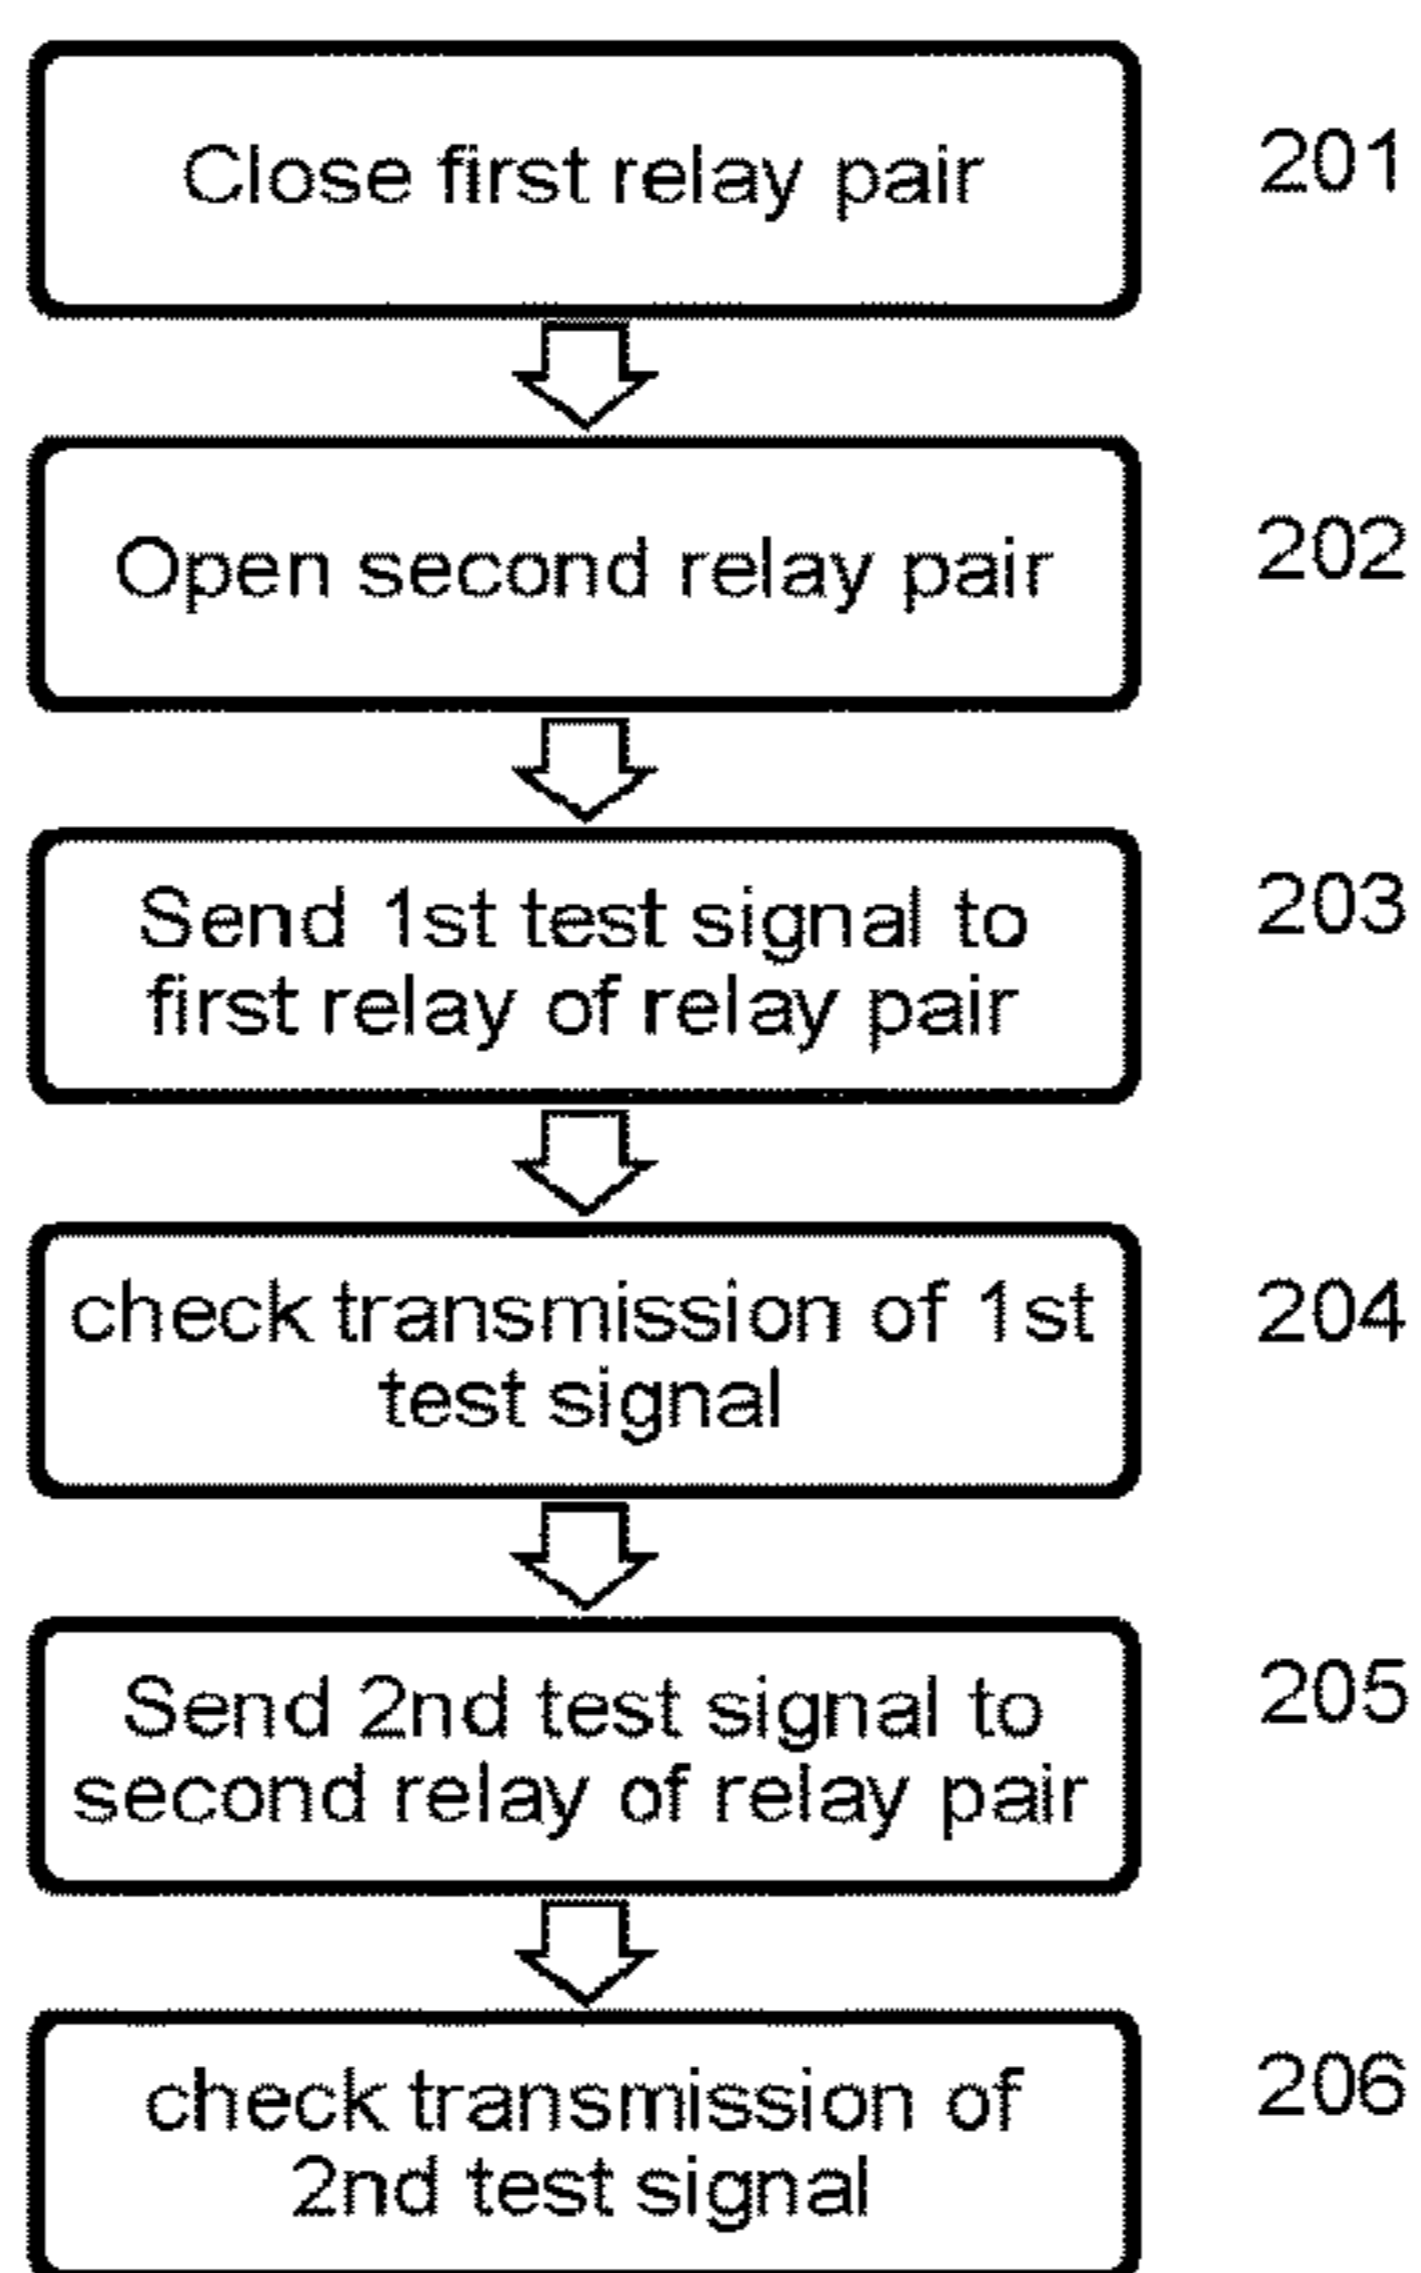 Close first relay pair
201
Open second relay pair
202
Send 1st test signal to
first relay of relay pair
203
check transmission of 1st
test signal
204
Send 2nd test signal to
second relay of relay pair
205
check transmission of
2nd test signal
206